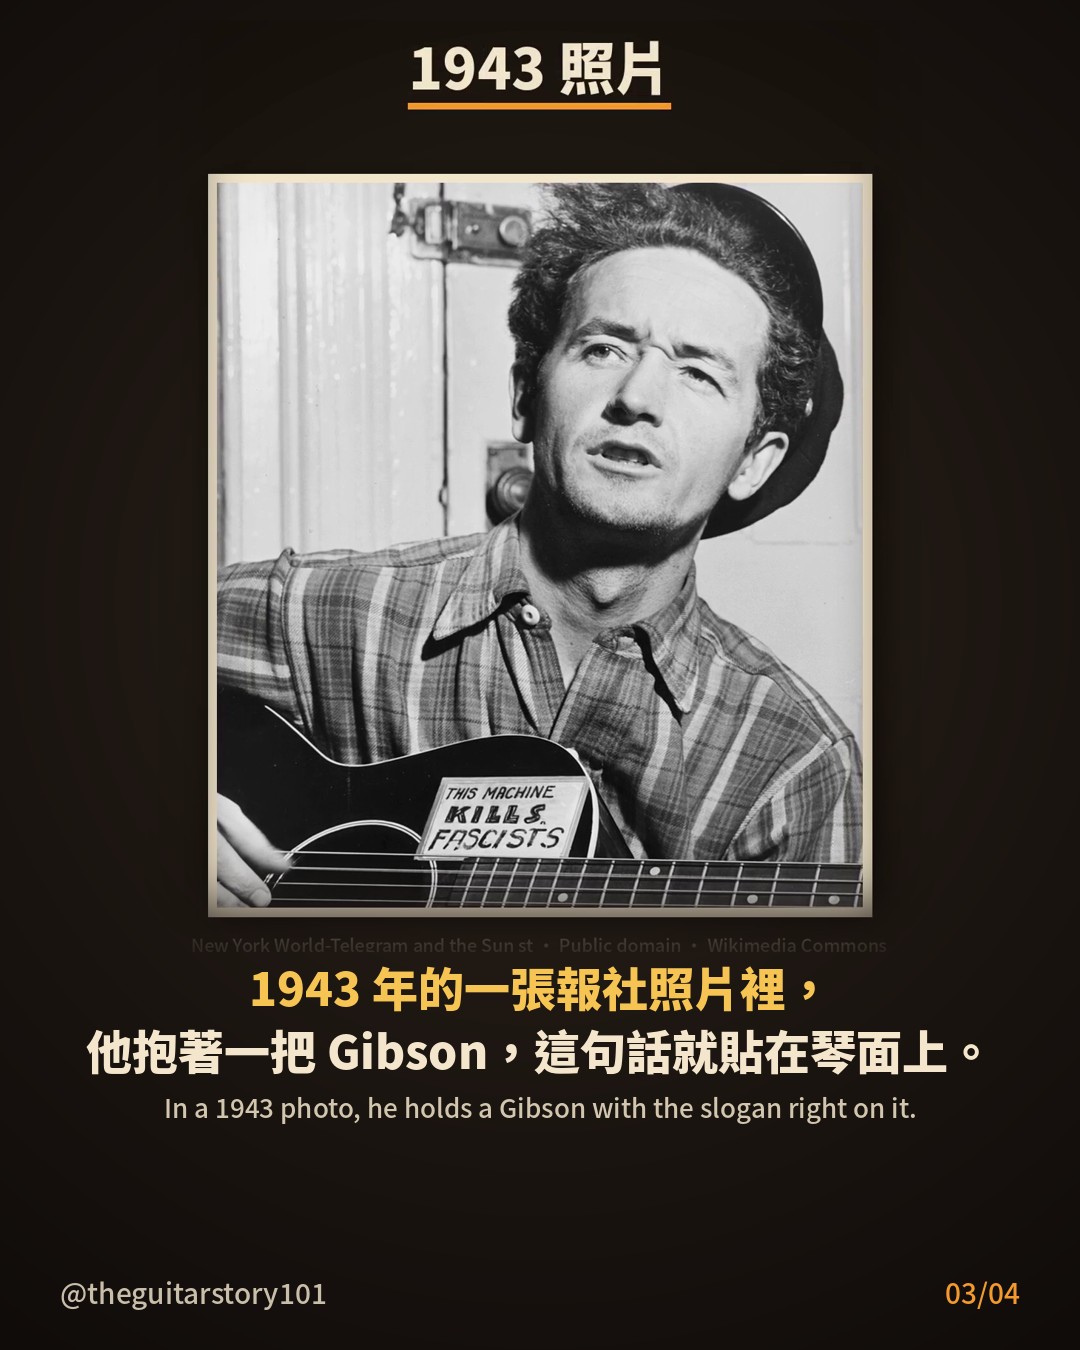 1943 照片
THIS MACHINE
KILLS
FASCISTS
New York World-Telegram and the Sun st • Public domain • Wikimedia Commons
1943 年的一張報社照片裡，
他抱著一把 Gibson，這句話就貼在琴面上。
In a 1943 photo, he holds a Gibson with the slogan right on it.
@theguitarstory101
03/04